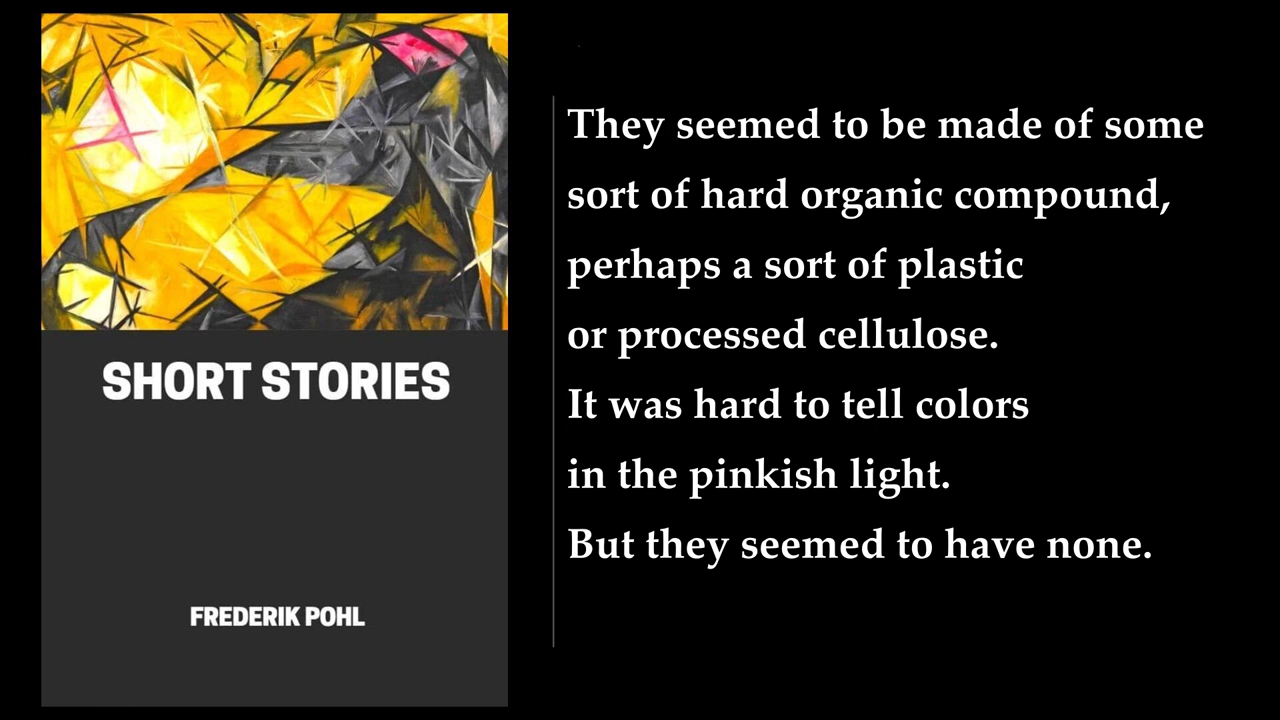 SHORT STORIES
FREDERIK POHL
They seemed to be made of some
sort of hard organic compound,
perhaps a sort of plastic
or processed cellulose.
It was hard to tell colors
in the pinkish light.
But they seemed to have none.